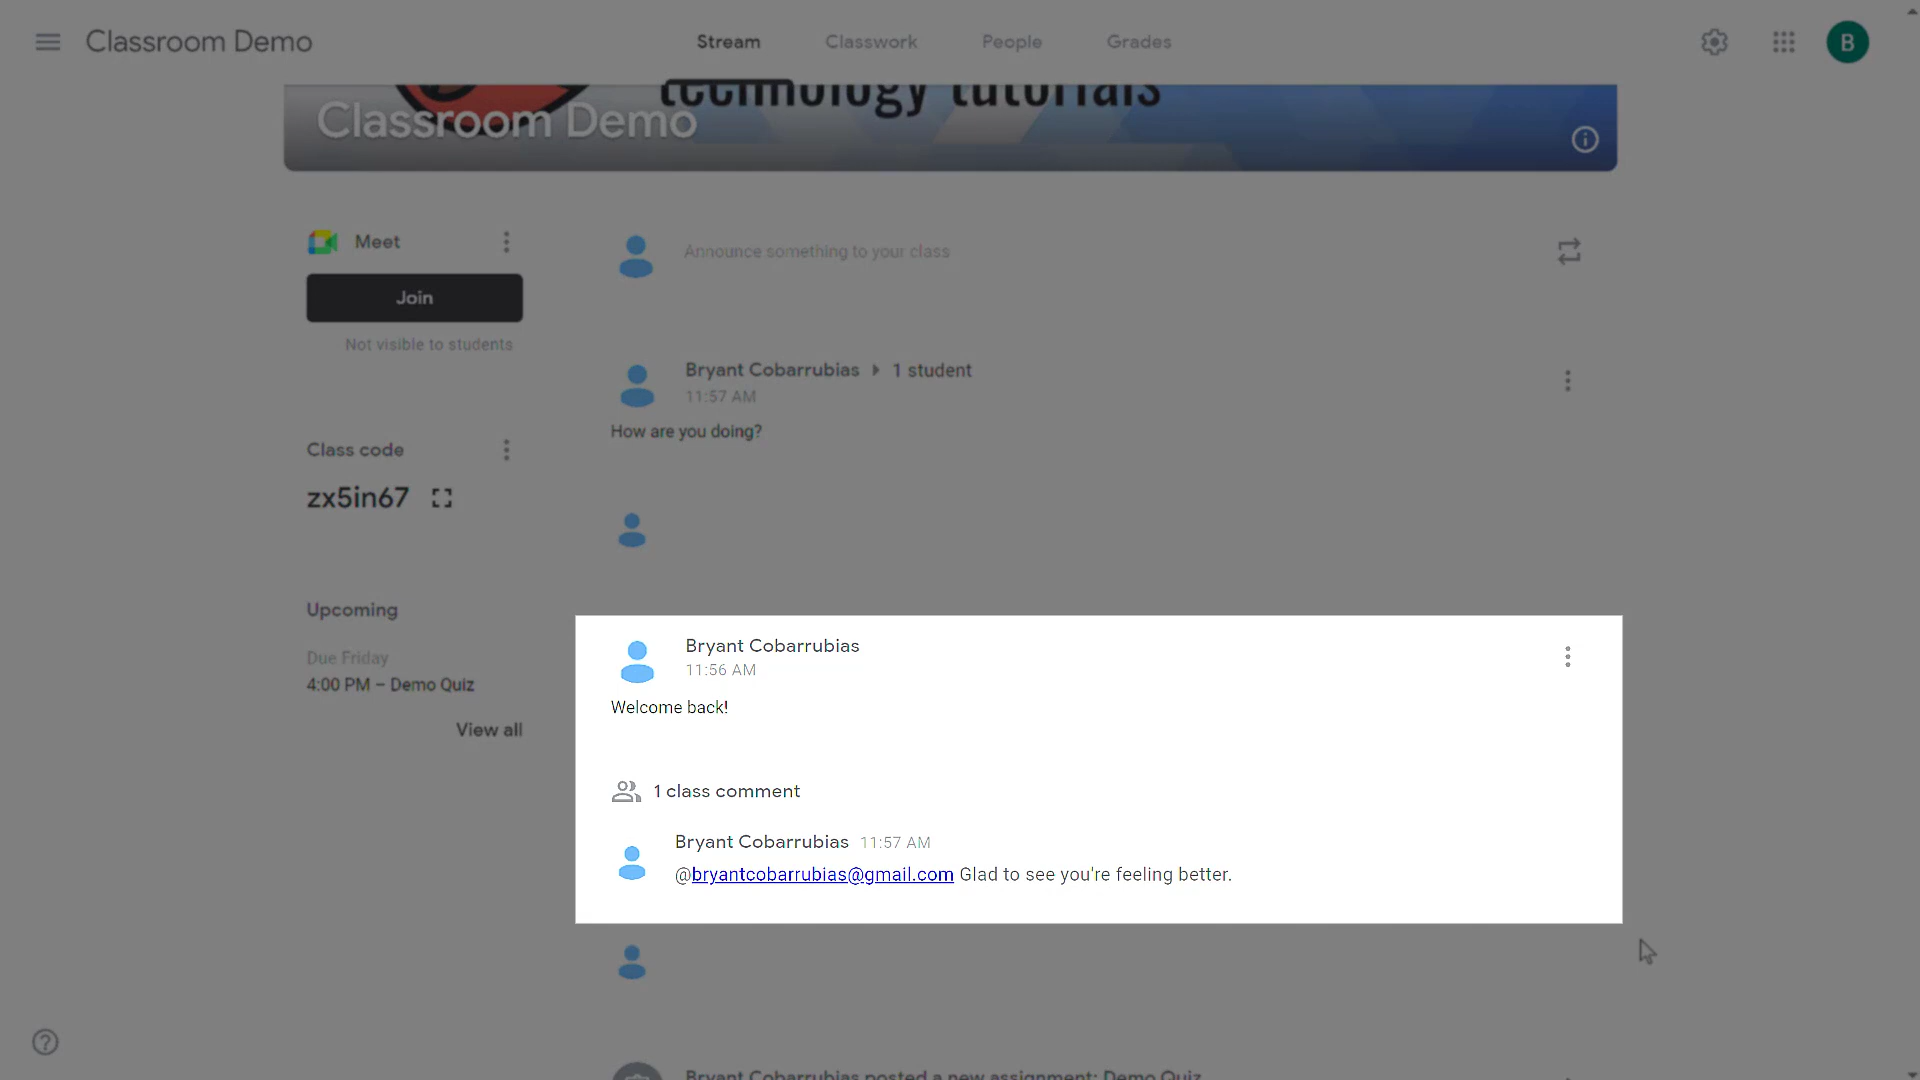 Classroom Demo
Stream
Classwork
People
Grades
B
technology tutorials
Classroom Demo
Meet
Join
Not visible to students
Class code
zx5in67
Upcoming
Due Friday
4:00 PM – Demo Quiz
View all
Announce something to your class
Bryant Cobarrubias 1 student
11:57 AM
How are you doing?
Bryant Cobarrubias
11:56 AM
Welcome back!
1 class comment
Bryant Cobarrubias 11:57 AM
@bryantcobarrubias@gmail.com Glad to see you're feeling better.
Bryant Cobarrubias posted a new assignment: Demo Quiz